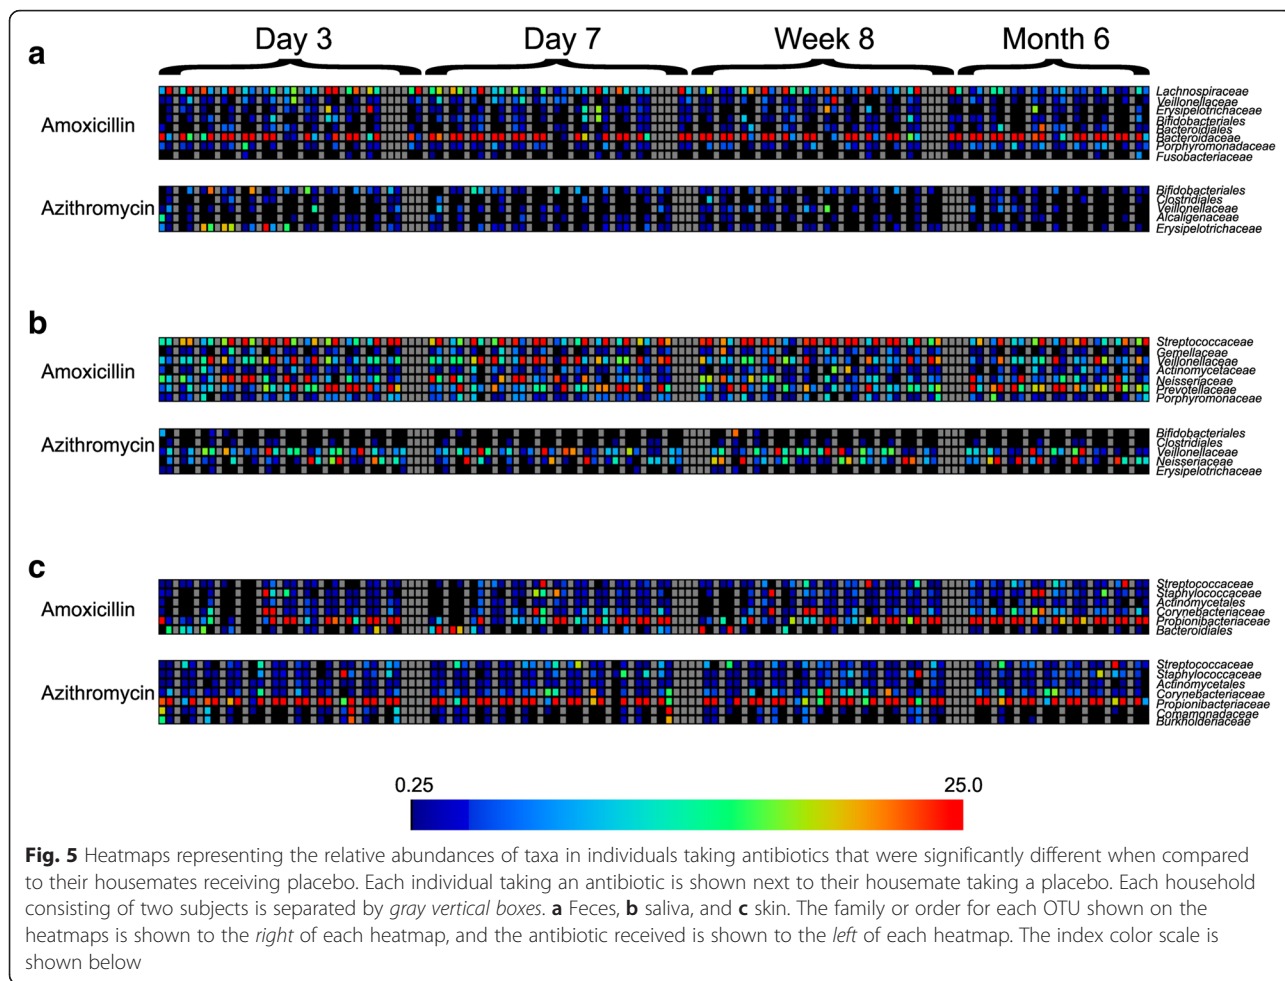 a
Day 3 Day 7 Week 8 Month 6
Amoxicillin
Lachnospiraceae
Veillonellaceae
Erysipelotrichaceae
Bifidobacteriales
Bacteroidiales
Bacteroidaceae
Porphyromonadaceae
Fusobacteriaceae
Azithromycin
Bifidobacteriales
Clostridiales
Veillonellaceae
Alcaligenaceae
Erysipelotrichaceae
b
Amoxicillin
Streptococcaceae
Gemellaceae
Veillonellaceae
Actinomycetaceae
Neisseriaceae
Prevotellaceae
Porphyromonaceae
Azithromycin
Bifidobacteriales
Clostridiales
Veillonellaceae
Neisseriaceae
Erysipelotrichaceae
c
Amoxicillin
Streptococcaceae
Staphylococcaceae
Actinomycetales
Corynebacteriaceae
Propionibacteriaceae
Bacteroidiales
Azithromycin
Streptococcaceae
Staphylococcaceae
Actinomycetales
Corynebacteriaceae
Propionibacteriaceae
Comamonadaceae
Burkholderiaceae
0.25 25.0
Fig. 5 Heatmaps representing the relative abundances of taxa in individuals taking antibiotics that were significantly different when compared
to their housemates receiving placebo. Each individual taking an antibiotic is shown next to their housemate taking a placebo. Each household
consisting of two subjects is separated by gray vertical boxes. a Feces, b saliva, and c skin. The family or order for each OTU shown on the
heatmaps is shown to the right of each heatmap, and the antibiotic received is shown to the left of each heatmap. The index color scale is
shown below